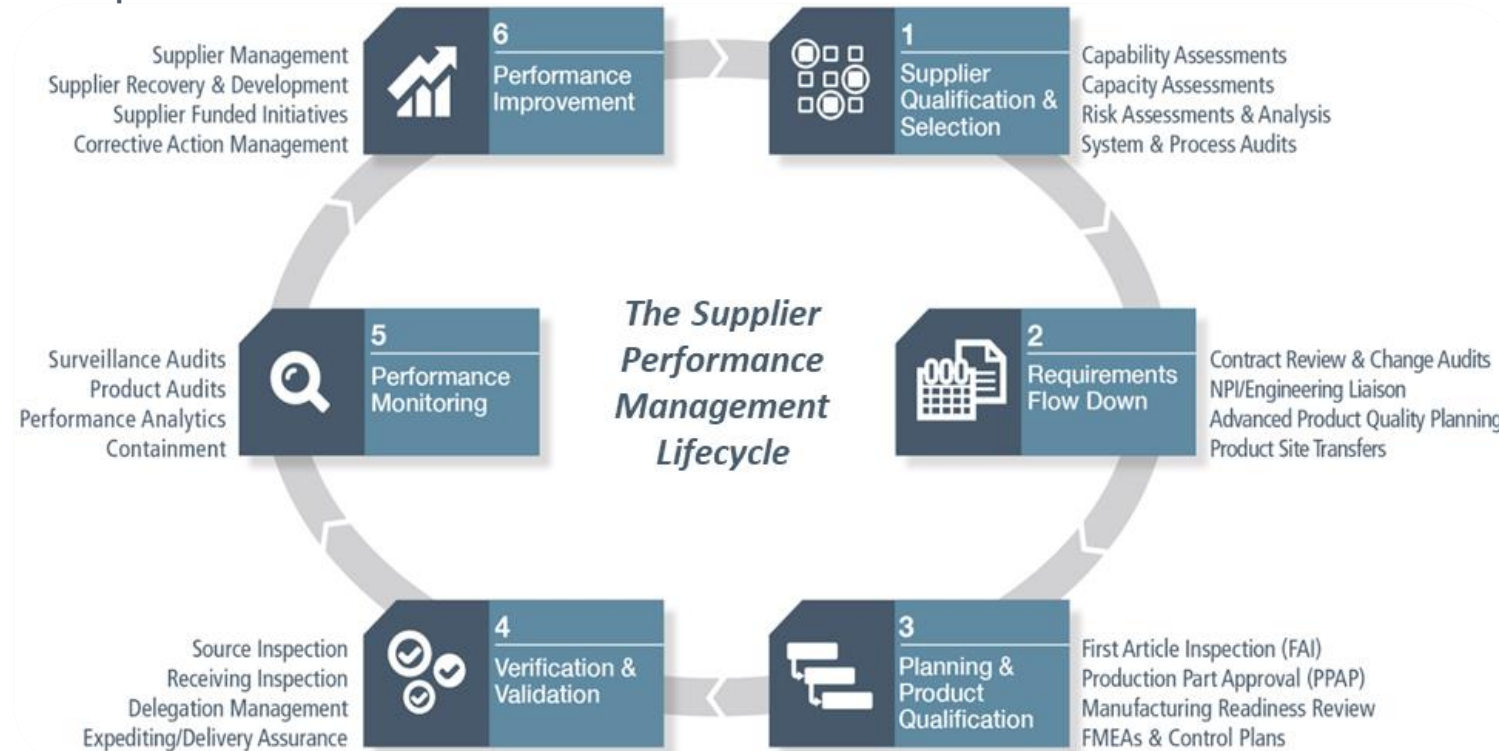 6
Performance
Improvement
Supplier Management
Supplier Recovery & Development
Supplier Funded Initiatives
Corrective Action Management
1
Supplier
Qualification &
Selection
Capability Assessments
Capacity Assessments
Risk Assessments & Analysis
System & Process Audits
The Supplier
Performance
Management
Lifecycle
5
Performance
Monitoring
Surveillance Audits
Product Audits
Performance Analytics
Containment
2
Requirements
Flow Down
Contract Review & Change Audits
NPI/Engineering Liaison
Advanced Product Quality Planning
Product Site Transfers
4
Verification &
Validation
Source Inspection
Receiving Inspection
Delegation Management
Expediting/Delivery Assurance
3
Planning &
Product
Qualification
First Article Inspection (FAI)
Production Part Approval (PPAP)
Manufacturing Readiness Review
FMEAs & Control Plans